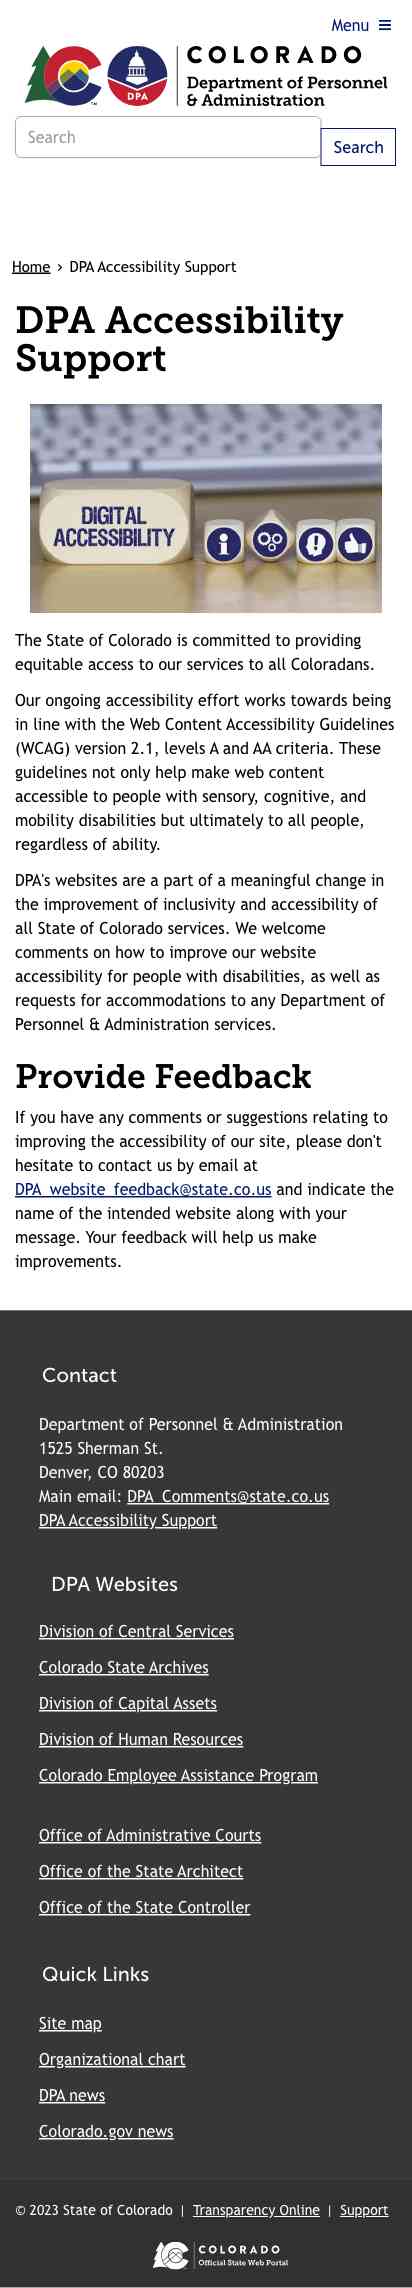 Menu
COLORADO
Department of Personnel
& Administration
DPA
TM
Search
Search
Home › DPA Accessibility Support
DPA Accessibility
Support
DIGITAL
ACCESSIBILITY
The State of Colorado is committed to providing
equitable access to our services to all Coloradans.
Our ongoing accessibility effort works towards being
in line with the Web Content Accessibility Guidelines
(WCAG) version 2.1, levels A and AA criteria. These
guidelines not only help make web content
accessible to people with sensory, cognitive, and
mobility disabilities but ultimately to all people,
regardless of ability.
DPA's websites are a part of a meaningful change in
the improvement of inclusivity and accessibility of
all State of Colorado services. We welcome
comments on how to improve our website
accessibility for people with disabilities, as well as
requests for accommodations to any Department of
Personnel & Administration services.
Provide Feedback
If you have any comments or suggestions relating to
improving the accessibility of our site, please don't
hesitate to contact us by email at
DPA_website_feedback@state.co.us and indicate the
name of the intended website along with your
message. Your feedback will help us make
improvements.
Contact
Department of Personnel & Administration
1525 Sherman St.
Denver, CO 80203
Main email: DPA_Comments@state.co.us
DPA Accessibility Support
DPA Websites
Division of Central Services
Colorado State Archives
Division of Capital Assets
Division of Human Resources
Colorado Employee Assistance Program
Office of Administrative Courts
Office of the State Architect
Office of the State Controller
Quick Links
Site map
Organizational chart
DPA news
Colorado.gov news
© 2023 State of Colorado | Transparency Online | Support
COLORADO
Official State Web Portal